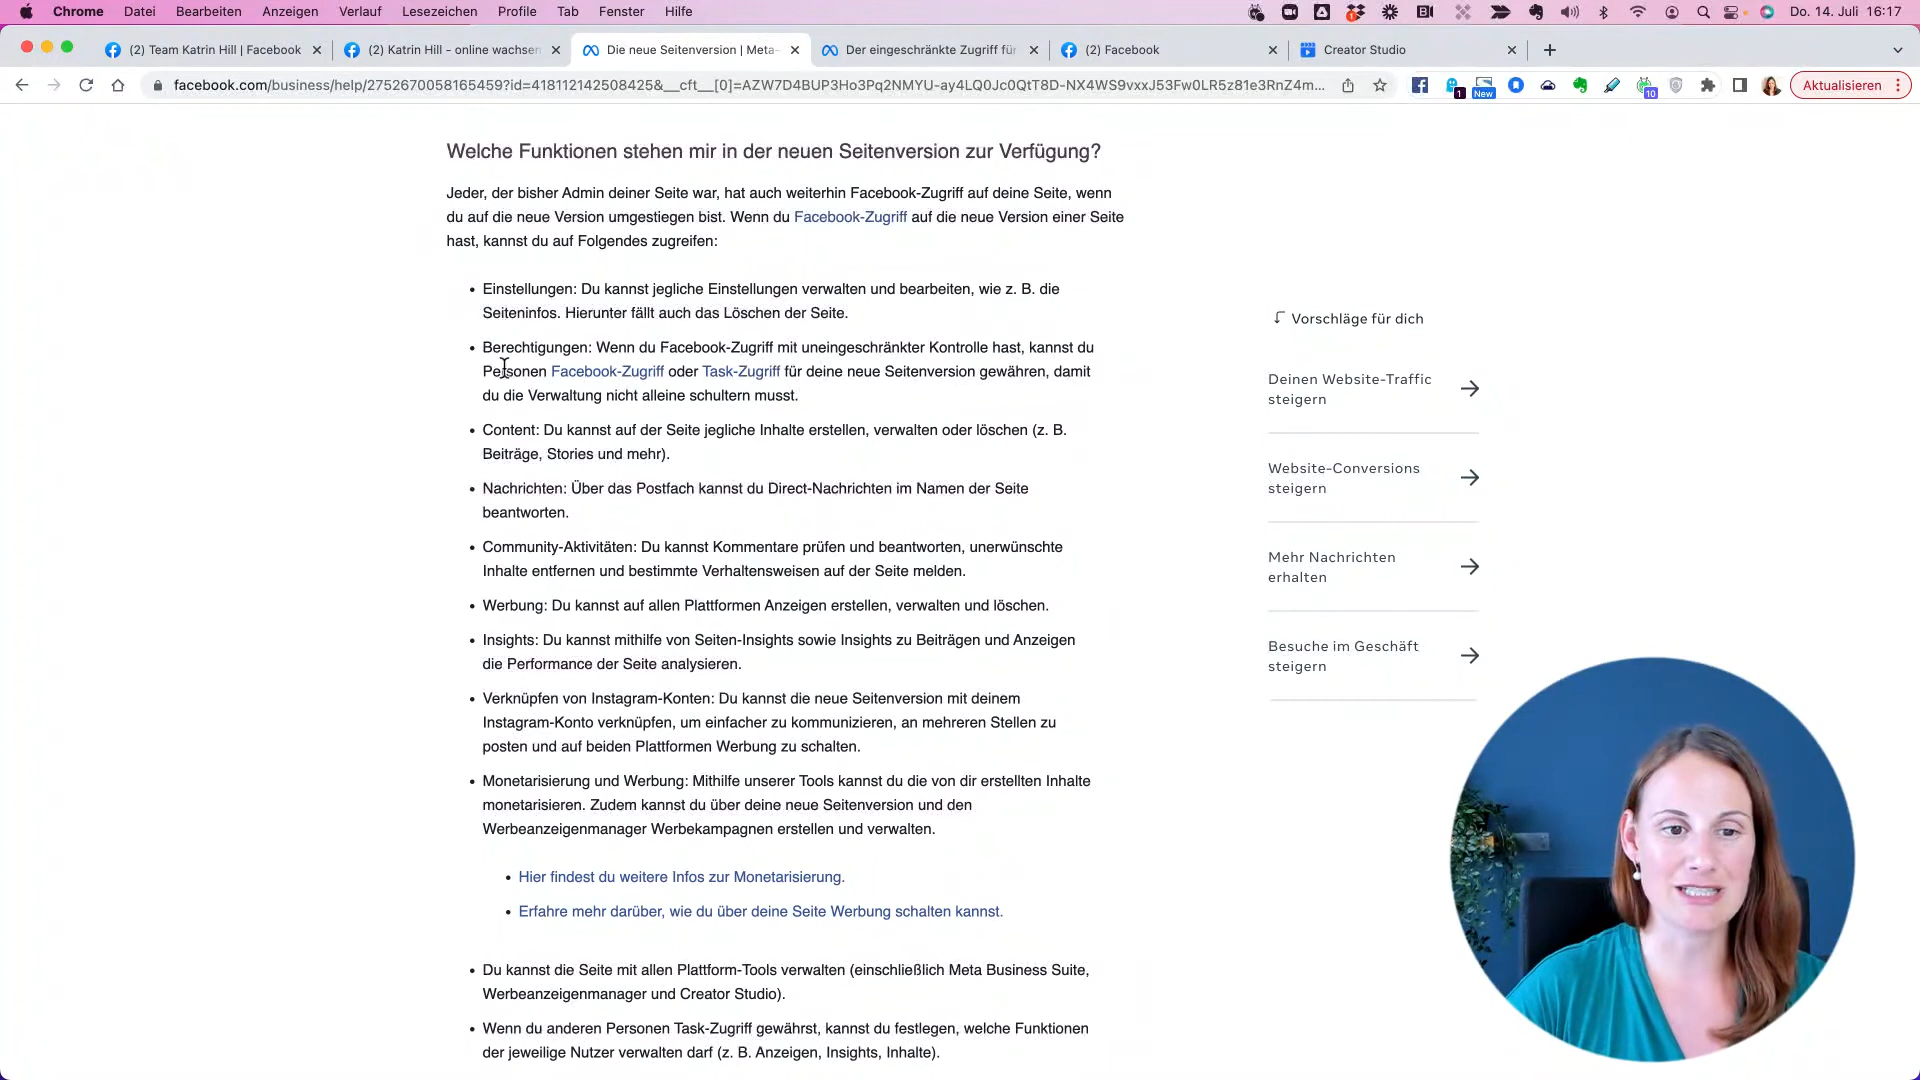 Chrome Datei Bearbeiten Anzeigen Verlauf Lesezeichen Profile Tab Fenster Hilfe Do. 14. Juli 16:17
(2) Team Katrin Hill | Facebook (2) Katrin Hill – online wachsen Die neue Seitenversion | Meta- Der eingeschränkte Zugriff für (2) Facebook Creator Studio
facebook.com/business/help/2752670058165459?id=418112142508425&__cft__[0]=AZW7D4BUP3Ho3Pq2NMYU-ay4LQ0Jc0QtT8D-NX4WS9vxxJ53Fw0LR5z81e3RnZ4m... 1 New 10 Aktualisieren
Welche Funktionen stehen mir in der neuen Seitenversion zur Verfügung?
Jeder, der bisher Admin deiner Seite war, hat auch weiterhin Facebook-Zugriff auf deine Seite, wenn
du auf die neue Version umgestiegen bist. Wenn du Facebook-Zugriff auf die neue Version einer Seite
hast, kannst du auf Folgendes zugreifen:
• Einstellungen: Du kannst jegliche Einstellungen verwalten und bearbeiten, wie z. B. die
Seiteninfos. Hierunter fällt auch das Löschen der Seite.
• Berechtigungen: Wenn du Facebook-Zugriff mit uneingeschränkter Kontrolle hast, kannst du
Personen Facebook-Zugriff oder Task-Zugriff für deine neue Seitenversion gewähren, damit
du die Verwaltung nicht alleine schultern musst.
• Content: Du kannst auf der Seite jegliche Inhalte erstellen, verwalten oder löschen (z. B.
Beiträge, Stories und mehr).
• Nachrichten: Über das Postfach kannst du Direct-Nachrichten im Namen der Seite
beantworten.
• Community-Aktivitäten: Du kannst Kommentare prüfen und beantworten, unerwünschte
Inhalte entfernen und bestimmte Verhaltensweisen auf der Seite melden.
• Werbung: Du kannst auf allen Plattformen Anzeigen erstellen, verwalten und löschen.
• Insights: Du kannst mithilfe von Seiten-Insights sowie Insights zu Beiträgen und Anzeigen
die Performance der Seite analysieren.
• Verknüpfen von Instagram-Konten: Du kannst die neue Seitenversion mit deinem
Instagram-Konto verknüpfen, um einfacher zu kommunizieren, an mehreren Stellen zu
posten und auf beiden Plattformen Werbung zu schalten.
• Monetarisierung und Werbung: Mithilfe unserer Tools kannst du die von dir erstellten Inhalte
monetarisieren. Zudem kannst du über deine neue Seitenversion und den
Werbeanzeigenmanager Werbekampagnen erstellen und verwalten.
• Hier findest du weitere Infos zur Monetarisierung.
• Erfahre mehr darüber, wie du über deine Seite Werbung schalten kannst.
• Du kannst die Seite mit allen Plattform-Tools verwalten (einschließlich Meta Business Suite,
Werbeanzeigenmanager und Creator Studio).
• Wenn du anderen Personen Task-Zugriff gewährst, kannst du festlegen, welche Funktionen
der jeweilige Nutzer verwalten darf (z. B. Anzeigen, Insights, Inhalte).
Vorschläge für dich
Deinen Website-Traffic
steigern
Website-Conversions
steigern
Mehr Nachrichten
erhalten
Besuche im Geschäft
steigern